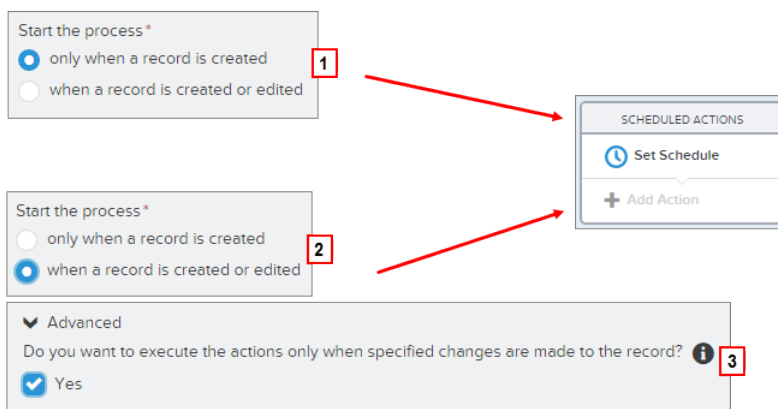 Start the process*
only when a record is created
when a record is created or edited
1
SCHEDULED ACTIONS
Set Schedule
Add Action
Start the process*
only when a record is created
when a record is created or edited
2
Advanced
Do you want to execute the actions only when specified changes are made to the record?
3
Yes